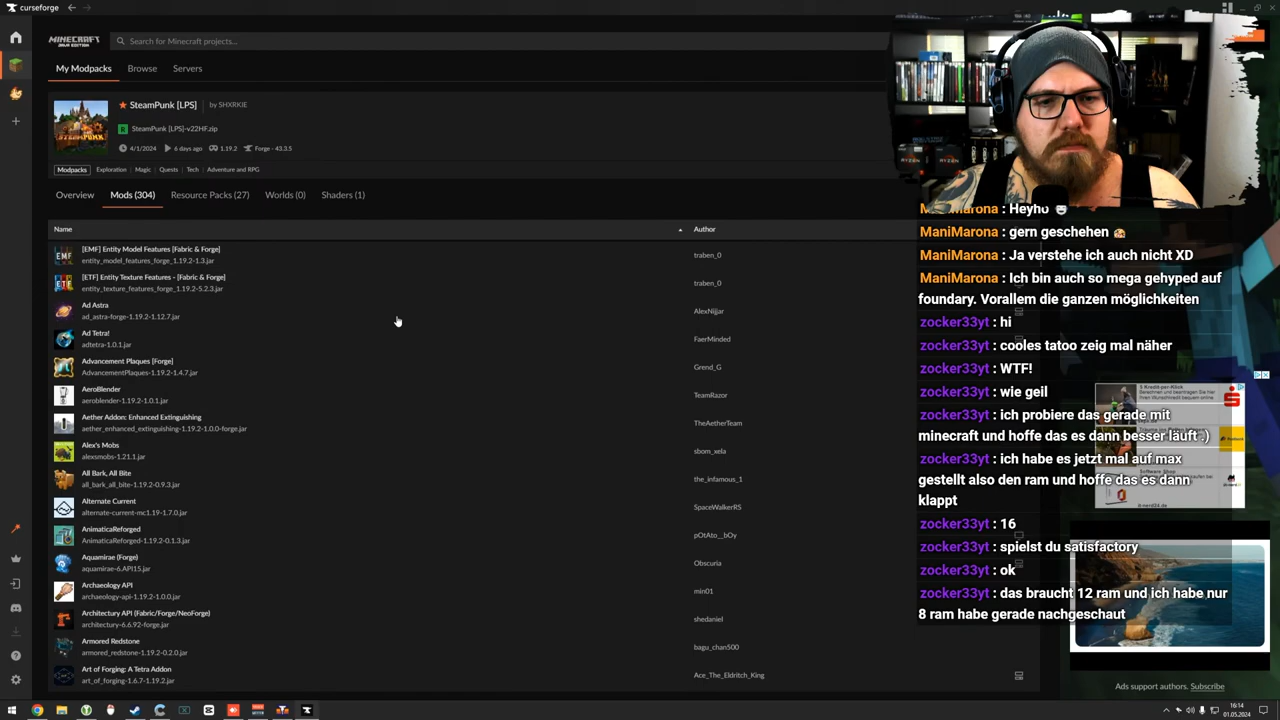 curseforge
MINECRAFT
JAVA EDITION
Search for Minecraft projects...
My Modpacks
Browse
Servers
SteamPunk [LPS]
by SHXRKIE
SteamPunk [LPS]-v22HF.zip
4/1/2024
6 days ago
1.19.2
Forge - 43.3.5
Modpacks
Exploration
Magic
Quests
Tech
Adventure and RPG
Overview
Mods (304)
Resource Packs (27)
Worlds (0)
Shaders (1)
Name
Author
[EMF] Entity Model Features [Fabric & Forge]
entity_model_features_forge_1.19.2-1.3.jar
traben_0
[ETF] Entity Texture Features - [Fabric & Forge]
entity_texture_features_forge_1.19.2-5.2.3.jar
traben_0
Ad Astra
ad_astra-forge-1.19.2-1.12.7.jar
AlexNijjar
Ad Tetra!
adtetra-1.0.1.jar
FaerMinded
Advancement Plaques [Forge]
AdvancementPlaques-1.19.2-1.4.7.jar
Grend_G
AeroBlender
aeroblender-1.19.2-1.0.1.jar
TeamRazor
Aether Addon: Enhanced Extinguishing
aether_enhanced_extinguishing-1.19.2-1.0.0-forge.jar
TheAetherTeam
Alex's Mobs
alexsmobs-1.21.1.jar
sbom_xela
All Bark, All Bite
all_bark_all_bite-1.19.2-0.9.3.jar
the_infamous_1
Alternate Current
alternate-current-mc1.19-1.7.0.jar
SpaceWalkerRS
AnimaticaReforged
AnimaticaReforged-1.19.2-0.1.3.jar
pOtAto__bOy
Aquamirae (Forge)
aquamirae-6.API15.jar
Obscuria
Archaeology API
archaeology-api-1.19.2-1.0.0.jar
min01
Architectury API (Fabric/Forge/NeoForge)
architectury-6.6.92-forge.jar
shedaniel
Armored Redstone
armored_redstone-1.19.2-0.2.0.jar
bagu_chan500
Art of Forging: A Tetra Addon
art_of_forging-1.6.7-1.19.2.jar
Ace_The_Eldritch_King
ManiMarona : Heyho
ManiMarona : gern geschehen
ManiMarona : Ja verstehe ich auch nicht XD
ManiMarona : Ich bin auch so mega gehyped auf
foundary. Vorallem die ganzen möglichkeiten
zocker33yt : hi
zocker33yt : cooles tatoo zeig mal näher
zocker33yt : WTF!
zocker33yt : wie geil
zocker33yt : ich probiere das gerade mit
minecraft und hoffe das es dann besser läuft :)
zocker33yt : ich habe es jetzt mal auf max
gestellt also den ram und hoffe das es dann
klappt
zocker33yt : 16
zocker33yt : spielst du satisfactory
zocker33yt : ok
zocker33yt : das braucht 12 ram und ich habe nur
8 ram habe gerade nachgeschaut
Ads support authors. Subscribe
16:14
01.05.2024